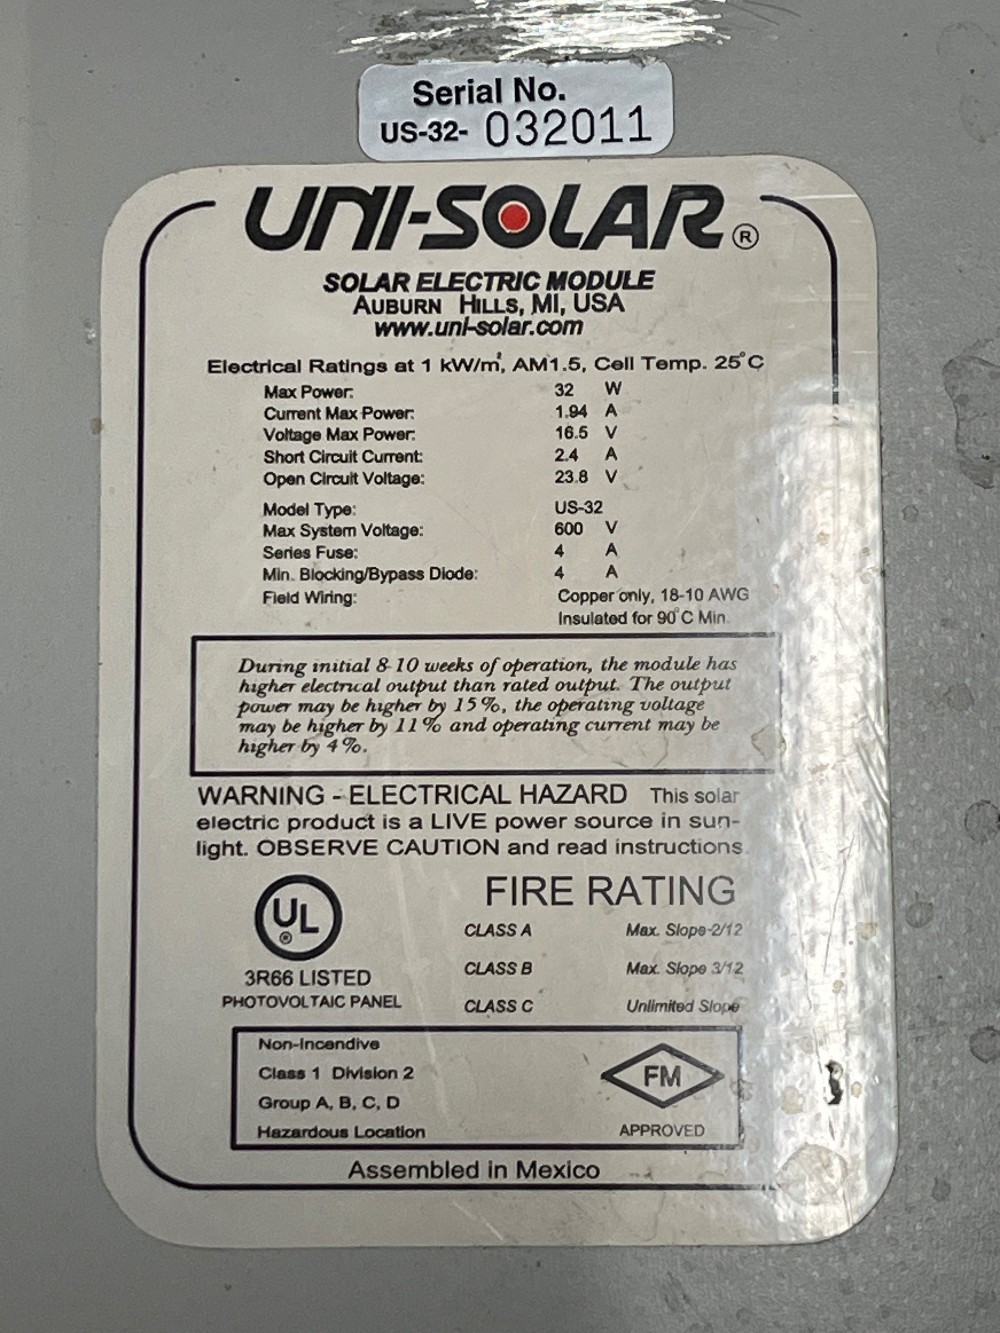 Serial No.
US-32- 032011
UNI-SOLAR®
SOLAR ELECTRIC MODULE
AUBURN HILLS, MI, USA
www.uni-solar.com
Electrical Ratings at 1 kW/m², AM1.5, Cell Temp. 25°C
Max Power: 32 W
Current Max Power: 1.94 A
Voltage Max Power: 16.5 V
Short Circuit Current: 2.4 A
Open Circuit Voltage: 23.8 V
Model Type: US-32
Max System Voltage: 600 V
Series Fuse: 4 A
Min. Blocking/Bypass Diode: 4 A
Field Wiring: Copper only, 18-10 AWG
Insulated for 90°C Min.
During initial 8-10 weeks of operation, the module has
higher electrical output than rated output. The output
power may be higher by 15%, the operating voltage
may be higher by 11% and operating current may be
higher by 4%.
WARNING - ELECTRICAL HAZARD This solar
electric product is a LIVE power source in sun-
light. OBSERVE CAUTION and read instructions.
UL®
3R66 LISTED
PHOTOVOLTAIC PANEL
FIRE RATING
CLASS A Max. Slope 2/12
CLASS B Max. Slope 3/12
CLASS C Unlimited Slope
Non-Incendive
Class 1 Division 2
Group A, B, C, D
Hazardous Location
FM
APPROVED
Assembled in Mexico